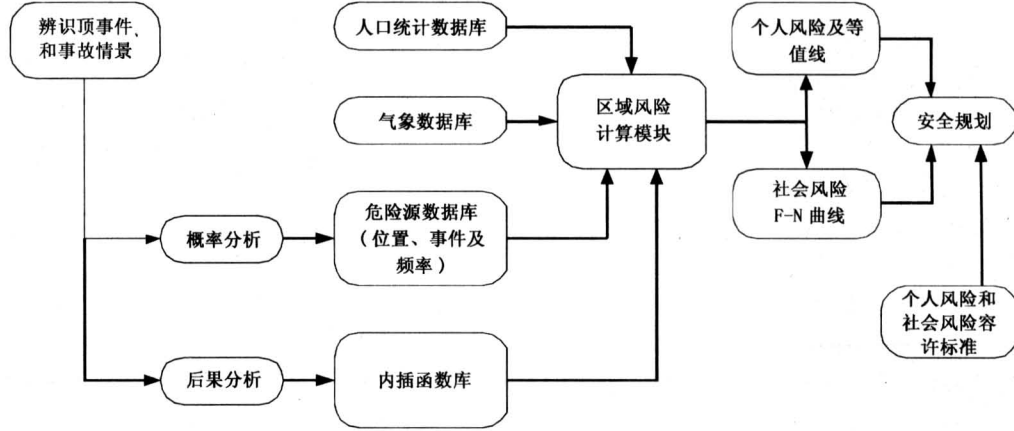 辨识顶事件、
和事故情景
人口统计数据库
气象数据库
概率分析
危险源数据库
(位置、事件及
频率)
后果分析
内插函数库
区域风险
计算模块
个人风险及等
值线
社会风险
F-N 曲线
安全规划
个人风险和
社会风险容
许标准